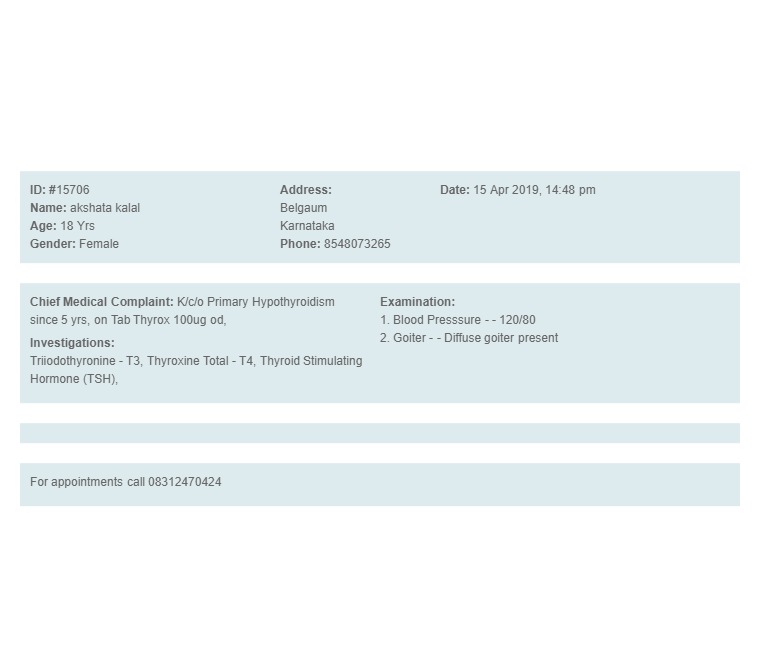 ID: #15706
Name: akshata kalal
Age: 18 Yrs
Gender: Female
Address:
Belgaum
Karnataka
Phone: 8548073265
Date: 15 Apr 2019, 14:48 pm
Chief Medical Complaint: K/c/o Primary Hypothyroidism
since 5 yrs, on Tab Thyrox 100ug od,
Investigations:
Triiodothyronine - T3, Thyroxine Total - T4, Thyroid Stimulating
Hormone (TSH),
Examination:
1. Blood Presssure - - 120/80
2. Goiter - - Diffuse goiter present
For appointments call 08312470424